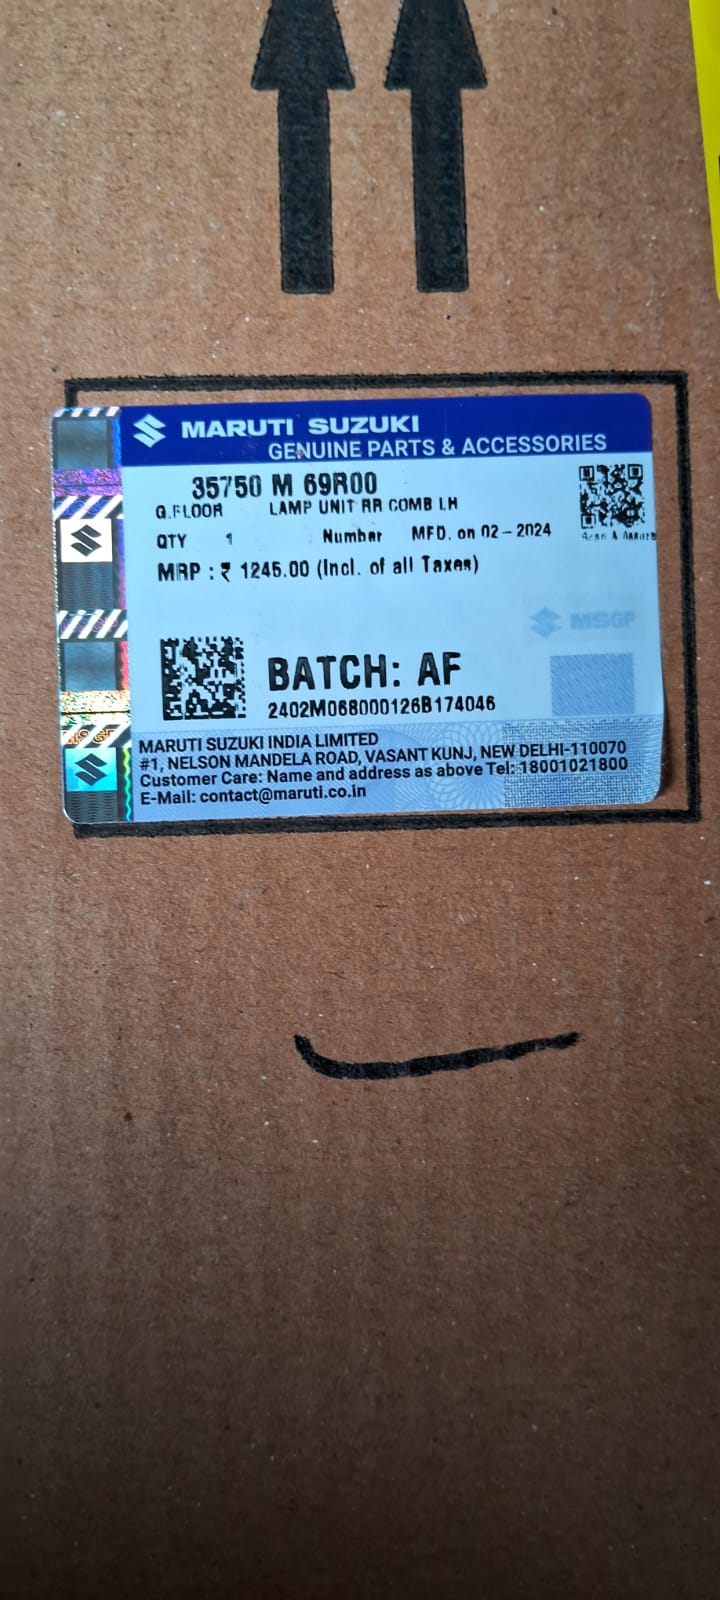 MARUTI SUZUKI
GENUINE PARTS & ACCESSORIES
35750 M 69R00
G.FLOOR LAMP UNIT RR COMB LH
QTY 1 Number MFD. on 02-2024
MRP : ₹ 1245.00 (Incl. of all Taxes)
MSGP
BATCH: AF
2402M068000126B174046
MARUTI SUZUKI INDIA LIMITED
#1, NELSON MANDELA ROAD, VASANT KUNJ, NEW DELHI-110070
Customer Care: Name and address as above Tel: 18001021800
E-Mail: contact@maruti.co.in